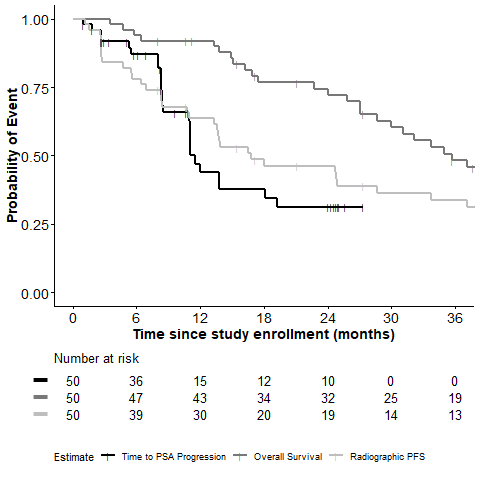 1.00
0.75
0.50
0.25
0.00
Probability of Event
0 6 12 18 24 30 36
Time since study enrollment (months)
Number at risk
50 36 15 12 10 0 0
50 47 43 34 32 25 19
50 39 30 20 19 14 13
Estimate Time to PSA Progression Overall Survival Radiographic PFS